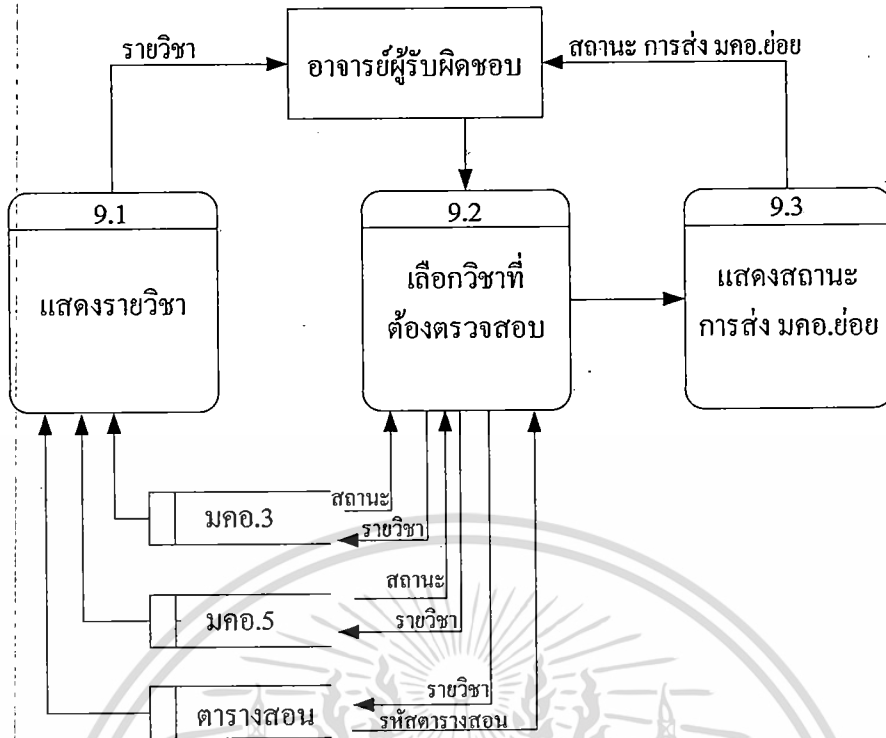 รายวิชา
อาจารย์ผู้รับผิดชอบ
สถานะ การส่ง มคอ.ย่อย
9.1
แสดงรายวิชา
9.2
เลือกวิชาที่
ต้องตรวจสอบ
9.3
แสดงสถานะ
การส่ง มคอ.ย่อย
มคอ.3
สถานะ
รายวิชา
มคอ.5
สถานะ
รายวิชา
ตารางสอน
รายวิชา
รหัสตารางสอน